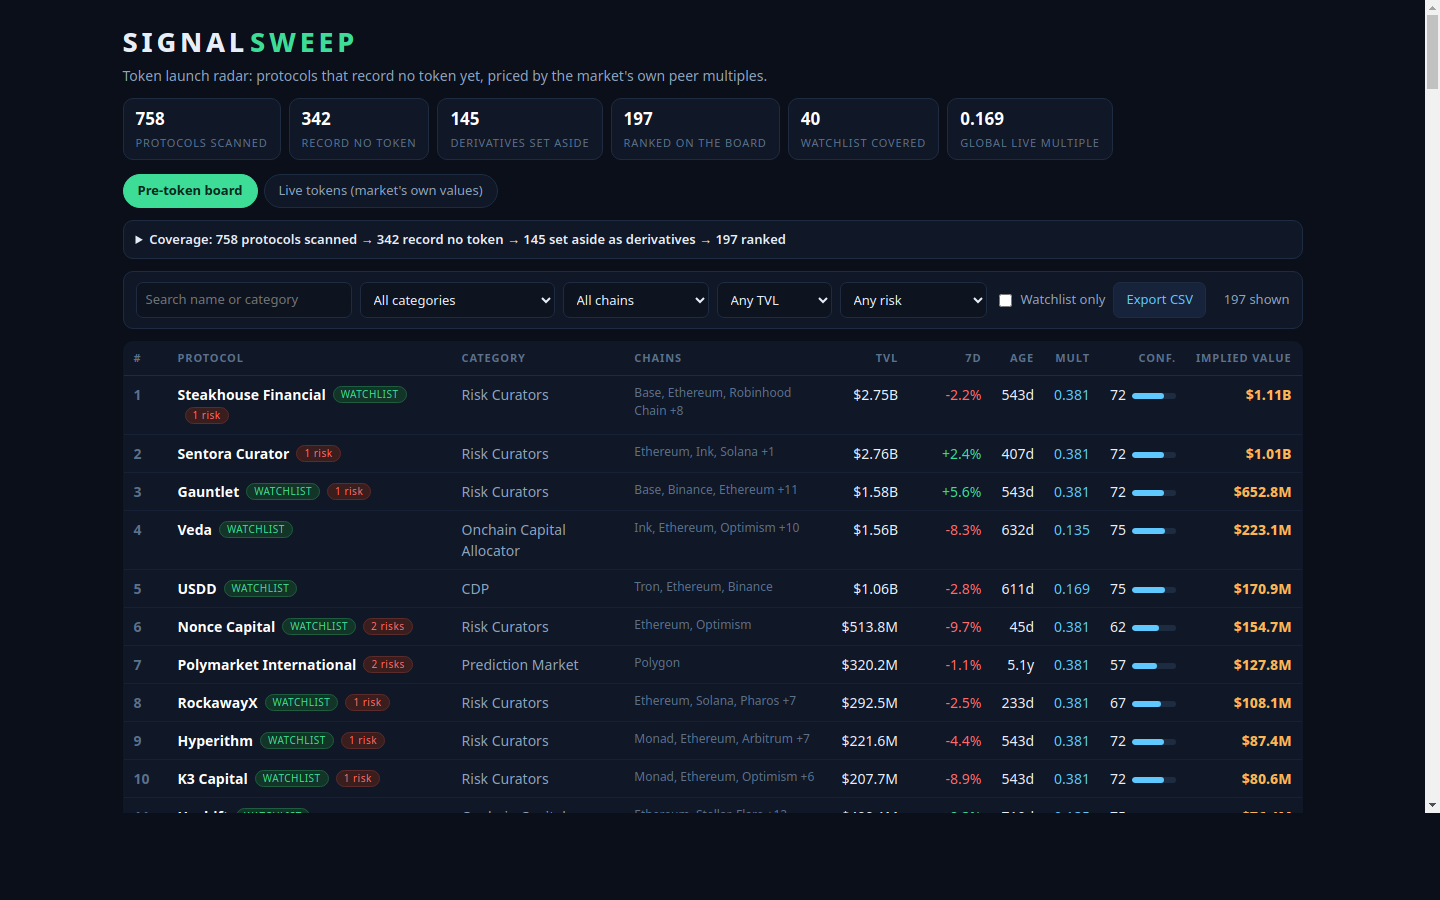 SIGNALSWEEP
Token launch radar: protocols that record no token yet, priced by the market's own peer multiples.
758 342 145 197 40 0.169
PROTOCOLS SCANNED RECORD NO TOKEN DERIVATIVES SET ASIDE RANKED ON THE BOARD WATCHLIST COVERED GLOBAL LIVE MULTIPLE
Pre-token board Live tokens (market's own values)
Coverage: 758 protocols scanned → 342 record no token → 145 set aside as derivatives → 197 ranked
Search name or category All categories All chains Any TVL Any risk Watchlist only Export CSV 197 shown
# PROTOCOL CATEGORY CHAINS TVL 7D AGE MULT CONF. IMPLIED VALUE
1 Steakhouse Financial WATCHLIST Risk Curators Base, Ethereum, Robinhood $2.75B -2.2% 543d 0.381 72 $1.11B
1 risk Chain +8
2 Sentora Curator 1 risk Risk Curators Ethereum, Ink, Solana +1 $2.76B +2.4% 407d 0.381 72 $1.01B
3 Gauntlet WATCHLIST 1 risk Risk Curators Base, Binance, Ethereum +11 $1.58B +5.6% 543d 0.381 72 $652.8M
4 Veda WATCHLIST Onchain Capital Ink, Ethereum, Optimism +10 $1.56B -8.3% 632d 0.135 75 $223.1M
Allocator
5 USDD WATCHLIST CDP Tron, Ethereum, Binance $1.06B -2.8% 611d 0.169 75 $170.9M
6 Nonce Capital WATCHLIST 2 risks Risk Curators Ethereum, Optimism $513.8M -9.7% 45d 0.381 62 $154.7M
7 Polymarket International 2 risks Prediction Market Polygon $320.2M -1.1% 5.1y 0.381 57 $127.8M
8 RockawayX WATCHLIST 1 risk Risk Curators Ethereum, Solana, Pharos +7 $292.5M -2.5% 233d 0.381 67 $108.1M
9 Hyperithm WATCHLIST 1 risk Risk Curators Monad, Ethereum, Arbitrum +7 $221.6M -4.4% 543d 0.381 72 $87.4M
10 K3 Capital WATCHLIST 1 risk Risk Curators Monad, Ethereum, Optimism +6 $207.7M -8.9% 543d 0.381 72 $80.6M